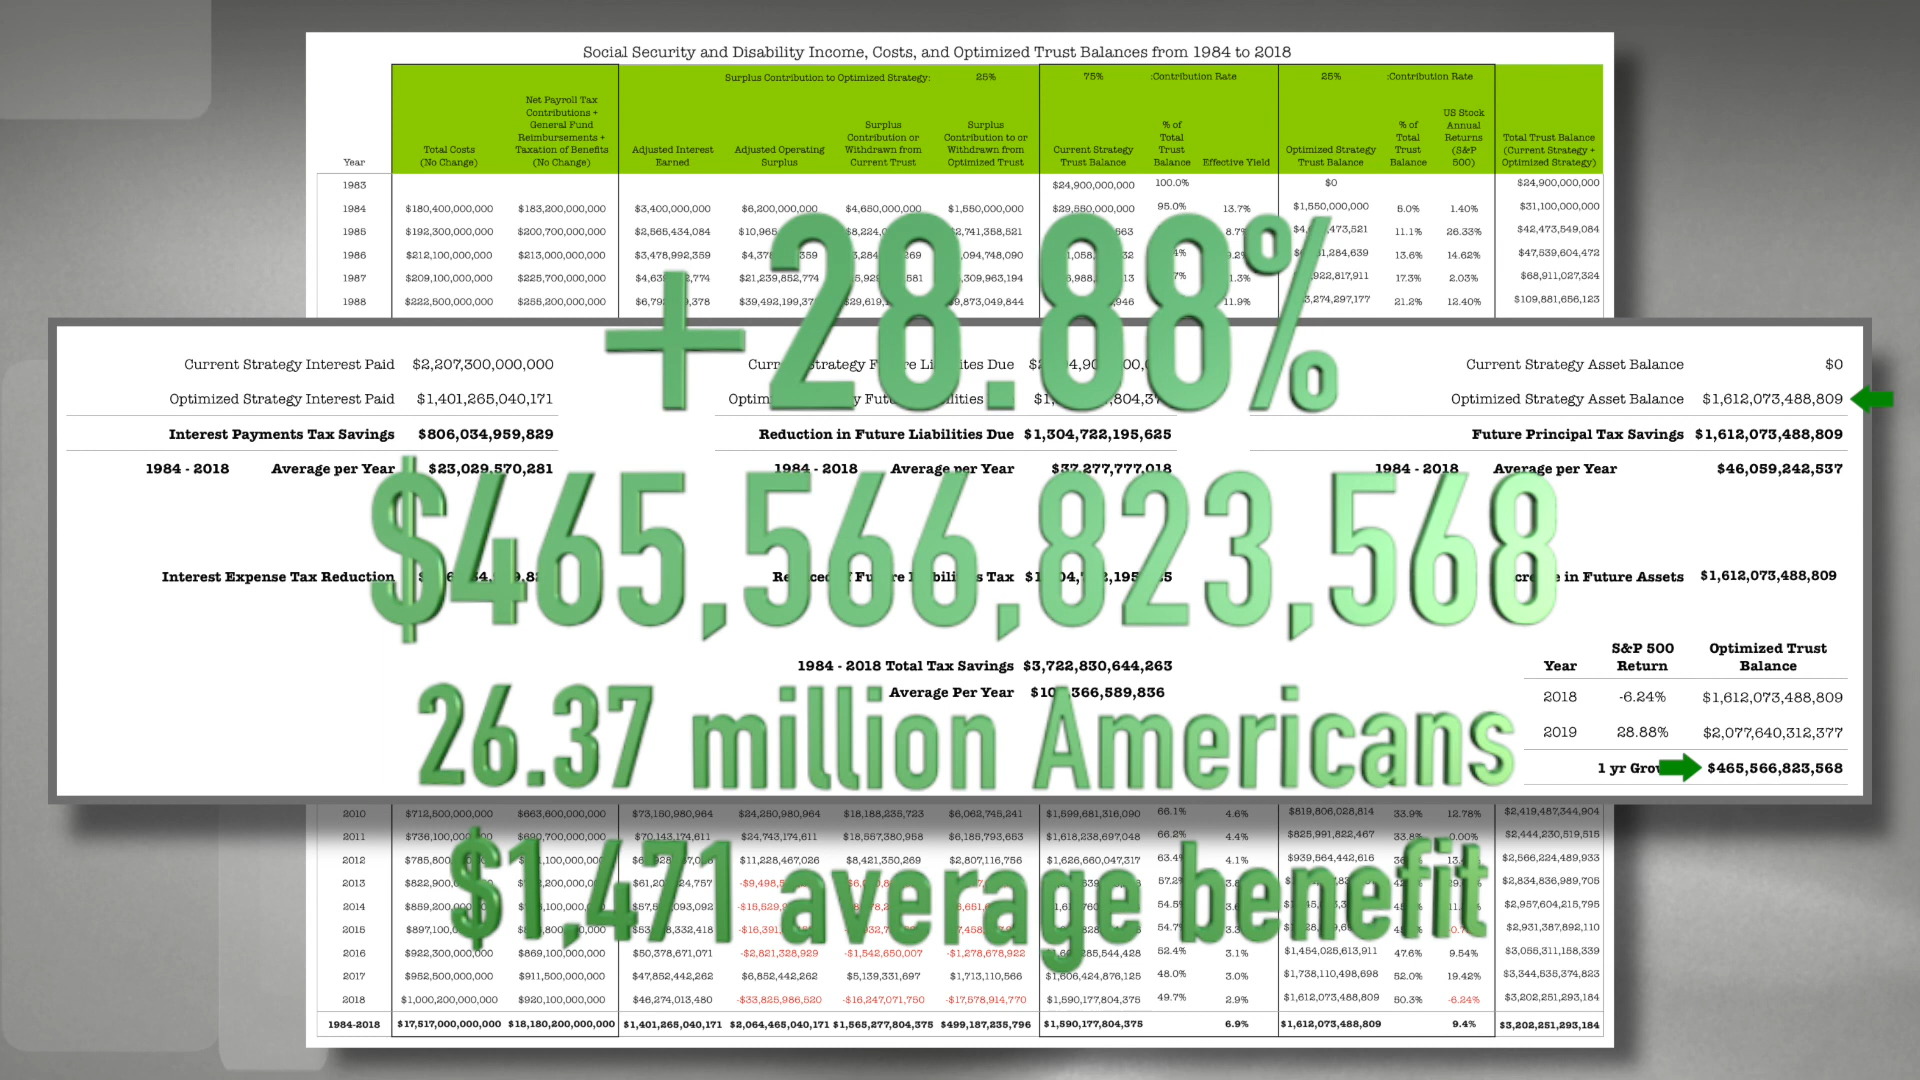 Social Security and Disability Income, Costs, and Optimized Trust Balances from 1984 to 2018
Surplus Contribution to Optimized Strategy: 25% 75% :Contribution Rate 25% :Contribution Rate
Year Total Costs (No Change) Net Payroll Tax Contributions + General Fund Reimbursements + Taxation of Benefits (No Change) Adjusted Interest Earned Adjusted Operating Surplus Surplus Contribution or Withdrawn from Current Trust Surplus Contribution to or Withdrawn from Optimized Trust Current Strategy Trust Balance % of Total Trust Balance Effective Yield Optimized Strategy Trust Balance % of Total Trust Balance US Stock Annual Returns (S&P 500) Total Trust Balance (Current Strategy + Optimized Strategy)
1983 $24,900,000,000 100.0% $0 $24,900,000,000
1984 $180,400,000,000 $183,200,000,000 $3,400,000,000 $6,200,000,000 $4,650,000,000 $1,550,000,000 $29,550,000,000 95.0% 13.7% $1,550,000,000 5.0% 1.40% $31,100,000,000
1985 $192,300,000,000 $200,700,000,000 $2,565,434,084 11.1% 26.33% $42,473,549,084
1986 $212,100,000,000 $213,000,000,000 $3,478,992,359 13.6% 14.62% $47,539,604,472
1987 $209,100,000,000 $225,700,000,000 $21,239,852,774 17.3% 2.03% $68,911,027,324
1988 $222,500,000,000 $255,200,000,000 11.9% 21.2% 12.40% $109,881,656,123
+28.88%
Current Strategy Interest Paid $2,207,300,000,000 Current Strategy Future Liabilites Due Current Strategy Asset Balance $0
Optimized Strategy Interest Paid $1,401,265,040,171 Optimized Strategy Asset Balance $1,612,073,488,809
Interest Payments Tax Savings $806,034,959,829 Reduction in Future Liabilities Due $1,304,722,195,625 Future Principal Tax Savings $1,612,073,488,809
1984 - 2018 Average per Year $23,029,570,281 1984 - 2018 Average per Year $37,277,777,018 1984 - 2018 Average per Year $46,059,242,537
$465,566,823,568
Interest Expense Tax Reduction in Future Assets $1,612,073,488,809
1984 - 2018 Total Tax Savings $3,722,830,644,263
Average Per Year
Year S&P 500 Return Optimized Trust Balance
2018 -6.24% $1,612,073,488,809
2019 28.88% $2,077,640,312,377
1 yr $465,566,823,568
26.37 million Americans
2010 $712,500,000,000 $663,600,000,000 $73,150,980,964 $24,250,980,964 $18,188,235,723 $6,062,745,241 $1,599,681,316,090 66.1% 4.6% $819,806,028,814 33.9% 12.78% $2,419,487,344,904
2011 $736,100,000,000 $690,700,000,000 $70,143,174,611 $24,743,174,611 $18,557,380,958 $6,185,793,653 $1,618,238,697,048 66.2% 4.4% $825,991,822,467 33.8% 0.00% $2,444,230,519,515
2012 $11,228,467,026 $8,421,350,269 $2,807,116,756 $1,626,660,047,317 63.4% 4.1% $939,564,442,616 $2,566,224,489,933
2013 57.2% $2,834,836,989,705
2014 54.5% $2,957,604,215,795
$1,471 average benefit
2015 54.7% $2,931,387,892,110
2016 $922,300,000,000 $869,100,000,000 $50,378,671,071 -$2,821,328,929 -$1,542,650,007 -$1,278,678,922 52.4% 3.1% $1,454,025,613,911 47.6% 9.54% $3,055,311,158,339
2017 $952,500,000,000 $911,500,000,000 $47,852,442,262 $6,852,442,262 $5,139,331,697 $1,713,110,566 $1,606,424,876,125 48.0% 3.0% $1,738,110,498,698 52.0% 19.42% $3,344,535,374,823
2018 $1,000,200,000,000 $920,100,000,000 $46,274,013,480 -$33,825,986,520 -$16,247,071,750 -$17,578,914,770 $1,590,177,804,375 49.7% 2.9% $1,612,073,488,809 50.3% -6.24% $3,202,251,293,184
1984-2018 $17,517,000,000,000 $18,180,200,000,000 $1,401,265,040,171 $2,064,465,040,171 $1,565,277,804,375 $499,187,235,796 $1,590,177,804,375 6.9% $1,612,073,488,809 9.4% $3,202,251,293,184